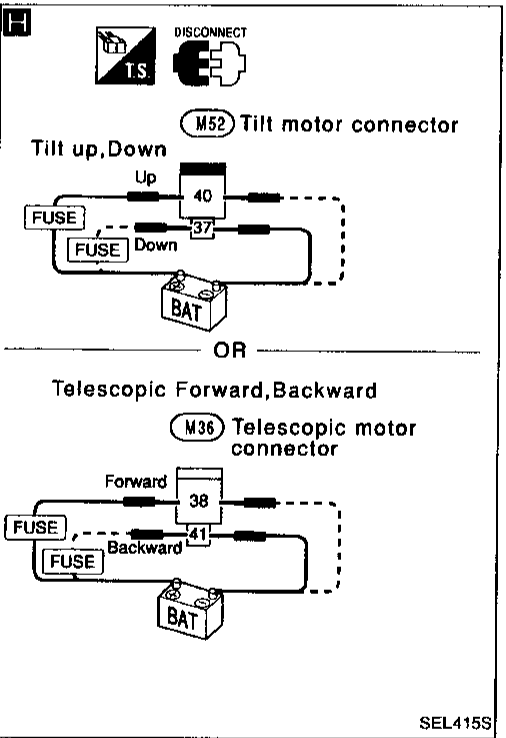 H
T.S.
DISCONNECT
M52 Tilt motor connector
Tilt up,Down
Up
40
FUSE
37
FUSE
Down
BAT
OR
Telescopic Forward,Backward
M36 Telescopic motor
connector
Forward
38
FUSE
41
Backward
FUSE
BAT
SEL415S